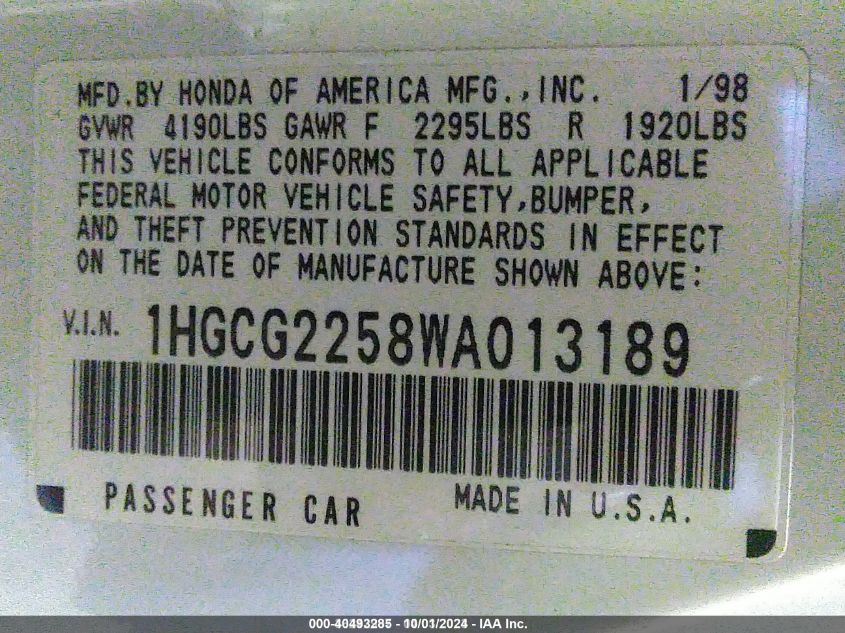 MFD.BY HONDA OF AMERICA MFG.,INC. 1/98
GVWR 4190LBS GAWR F 2295LBS R 1920LBS
THIS VEHICLE CONFORMS TO ALL APPLICABLE
FEDERAL MOTOR VEHICLE SAFETY,BUMPER,
AND THEFT PREVENTION STANDARDS IN EFFECT
ON THE DATE OF MANUFACTURE SHOWN ABOVE:
V.I.N. 1HGCG2258WA013189
PASSENGER CAR MADE IN U.S.A.
000-40493285 - 10/01/2024 - IAA Inc.